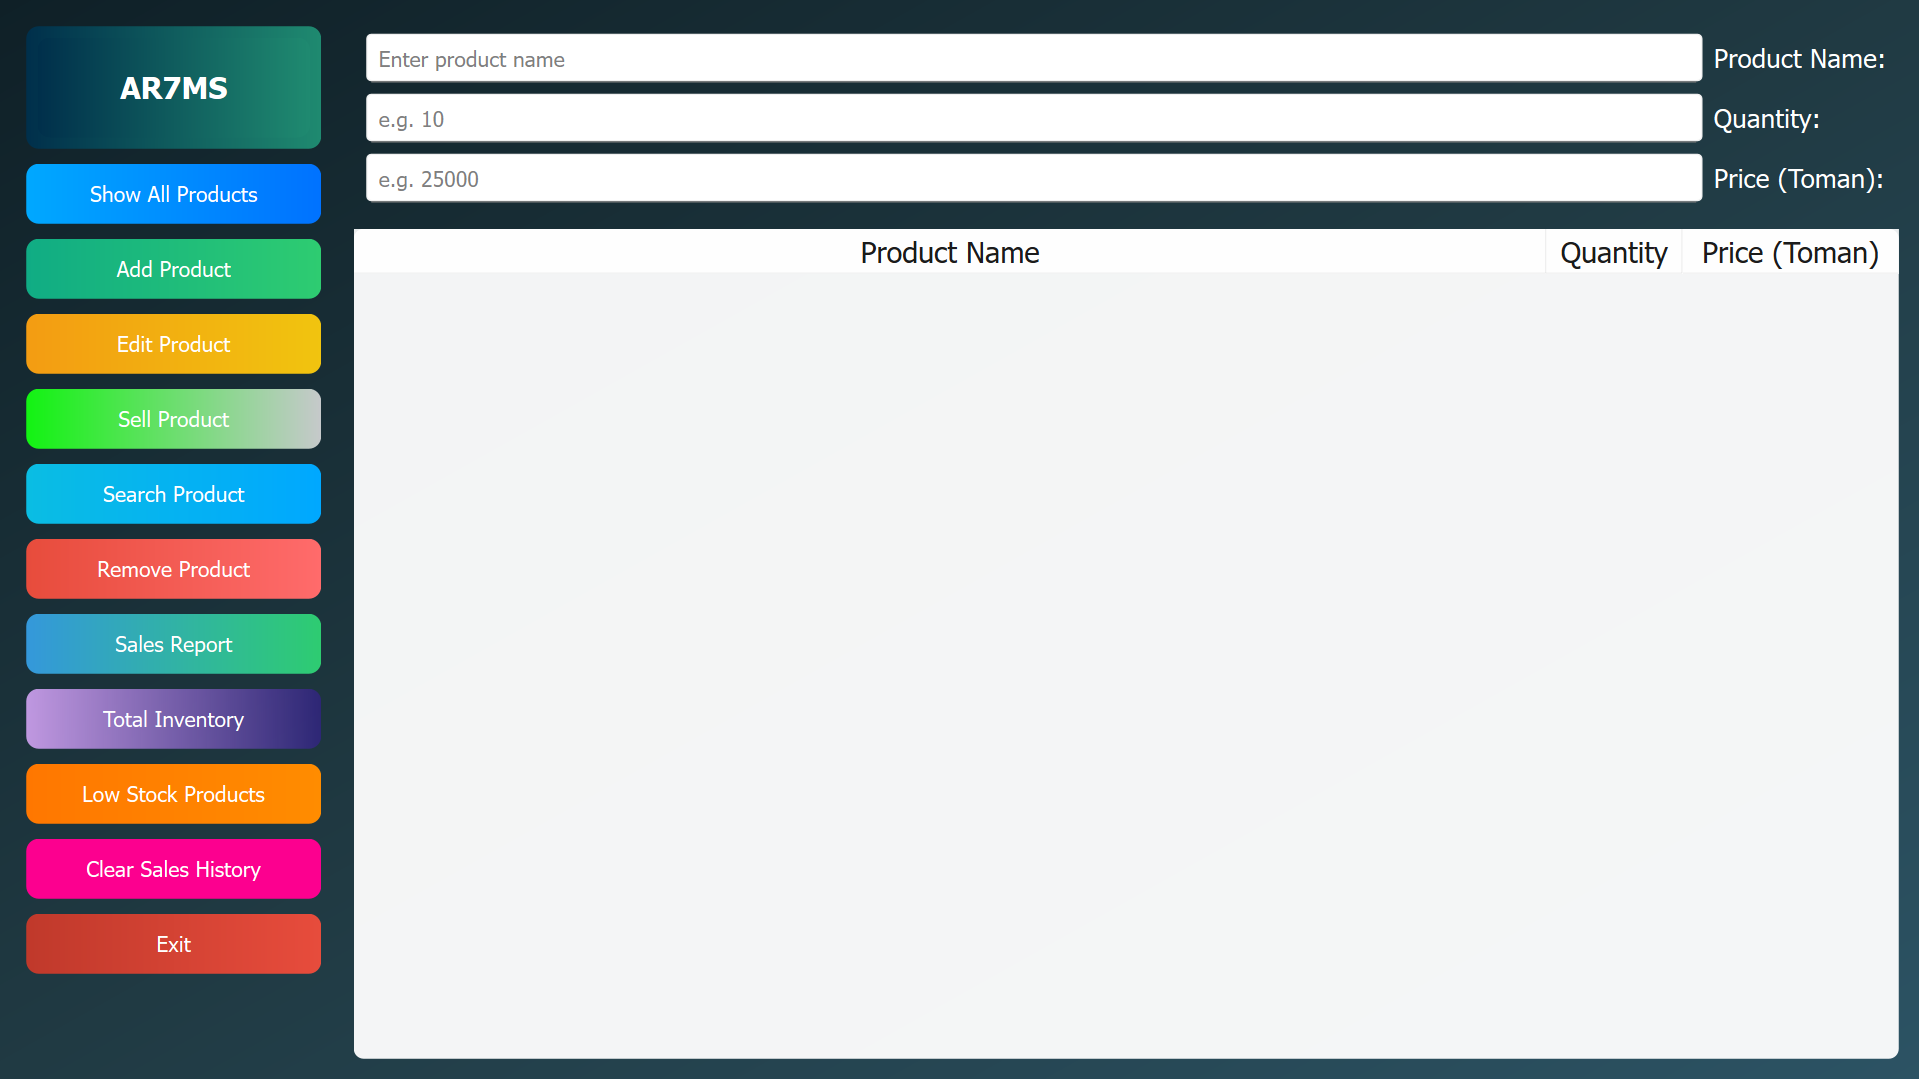 AR7MS
Show All Products
Add Product
Edit Product
Sell Product
Search Product
Remove Product
Sales Report
Total Inventory
Low Stock Products
Clear Sales History
Exit
Enter product name Product Name:
e.g. 10 Quantity:
e.g. 25000 Price (Toman):
Product Name Quantity Price (Toman)